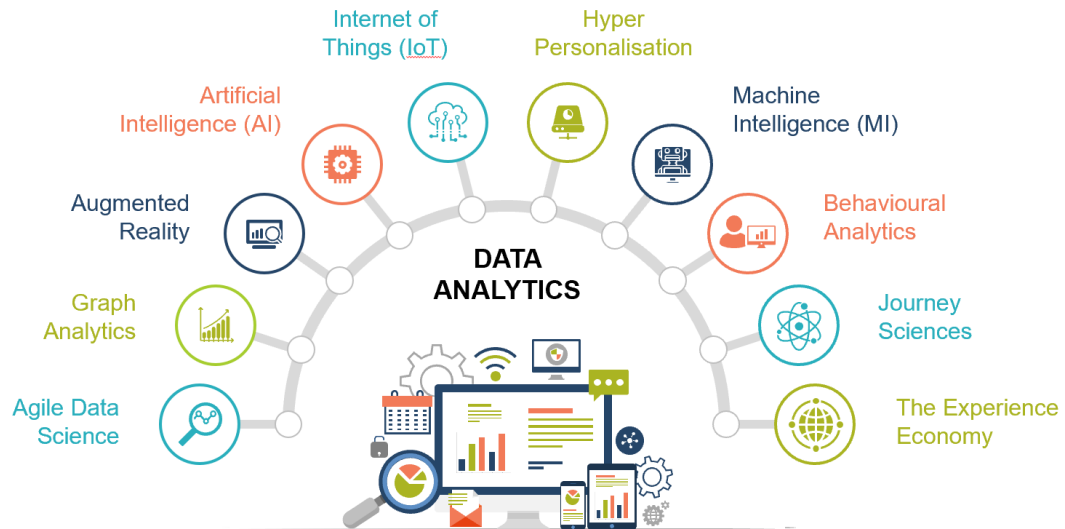 Internet of
Things (IoT)
Hyper
Personalisation
Artificial
Intelligence (AI)
Machine
Intelligence (MI)
Augmented
Reality
Behavioural
Analytics
DATA
ANALYTICS
Graph
Analytics
Journey
Sciences
Agile Data
Science
The Experience
Economy